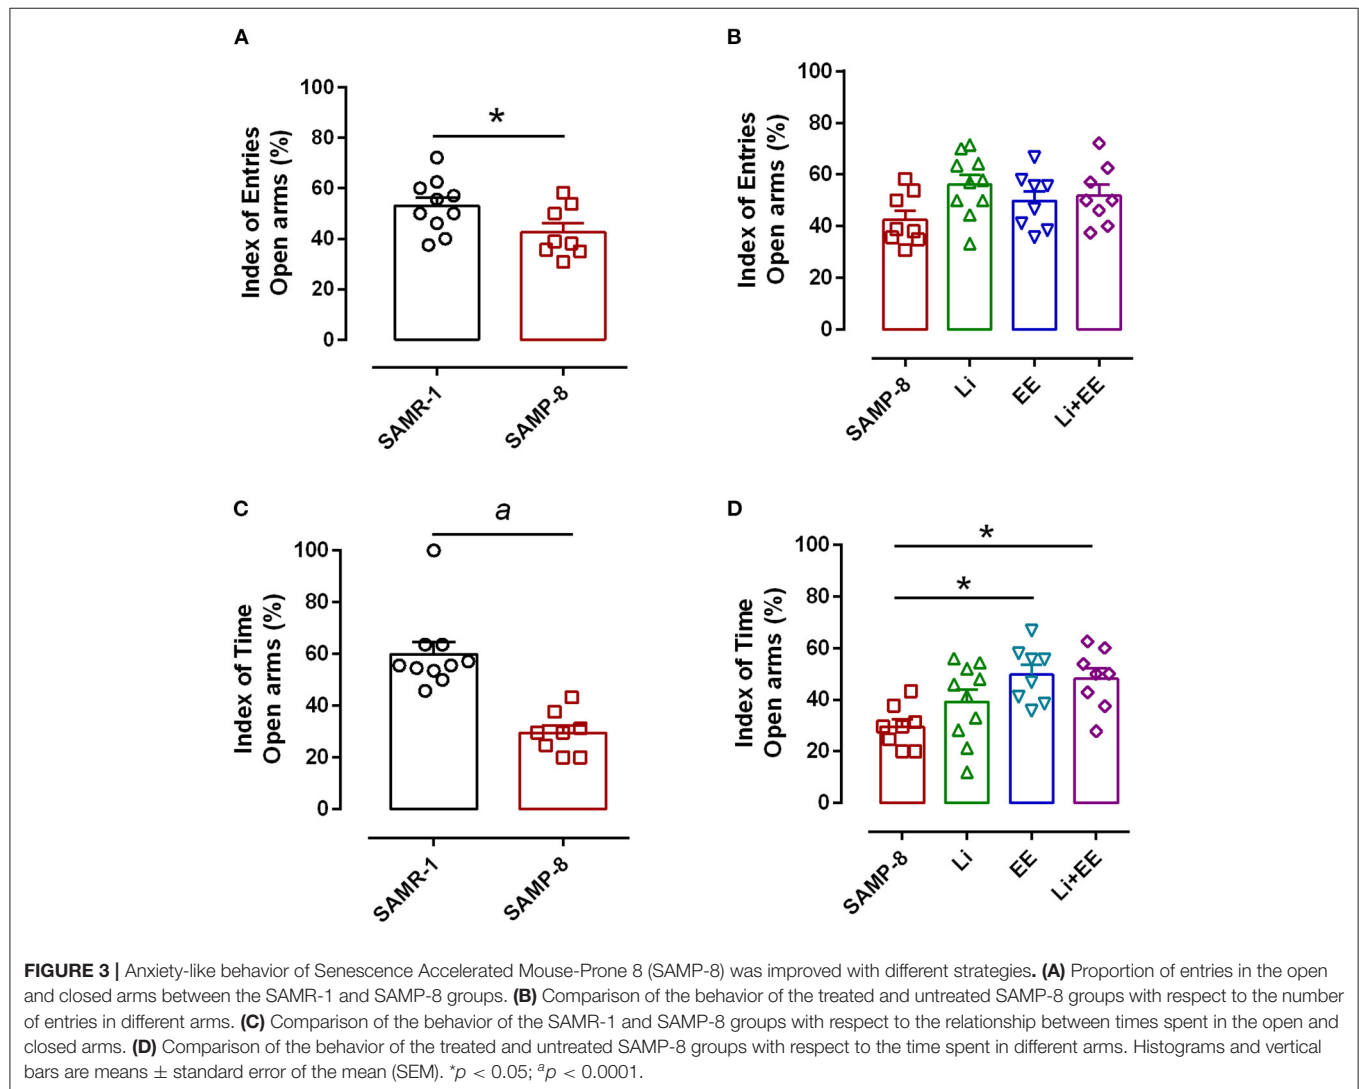 A
Index of Entries
Open arms (%)
100
80
60
40
20
0
*
SAMR-1
SAMP-8
B
Index of Entries
Open arms (%)
100
80
60
40
20
0
SAMP-8
Li
EE
Li+EE
C
Index of Time
Open arms (%)
100
80
60
40
20
0
a
SAMR-1
SAMP-8
D
Index of Time
Open arms (%)
100
80
60
40
20
0
*
*
SAMP-8
Li
EE
Li+EE
FIGURE 3 | Anxiety-like behavior of Senescence Accelerated Mouse-Prone 8 (SAMP-8) was improved with different strategies. (A) Proportion of entries in the open
and closed arms between the SAMR-1 and SAMP-8 groups. (B) Comparison of the behavior of the treated and untreated SAMP-8 groups with respect to the number
of entries in different arms. (C) Comparison of the behavior of the SAMR-1 and SAMP-8 groups with respect to the relationship between times spent in the open and
closed arms. (D) Comparison of the behavior of the treated and untreated SAMP-8 groups with respect to the time spent in different arms. Histograms and vertical
bars are means ± standard error of the mean (SEM). *p < 0.05; ᵃp < 0.0001.